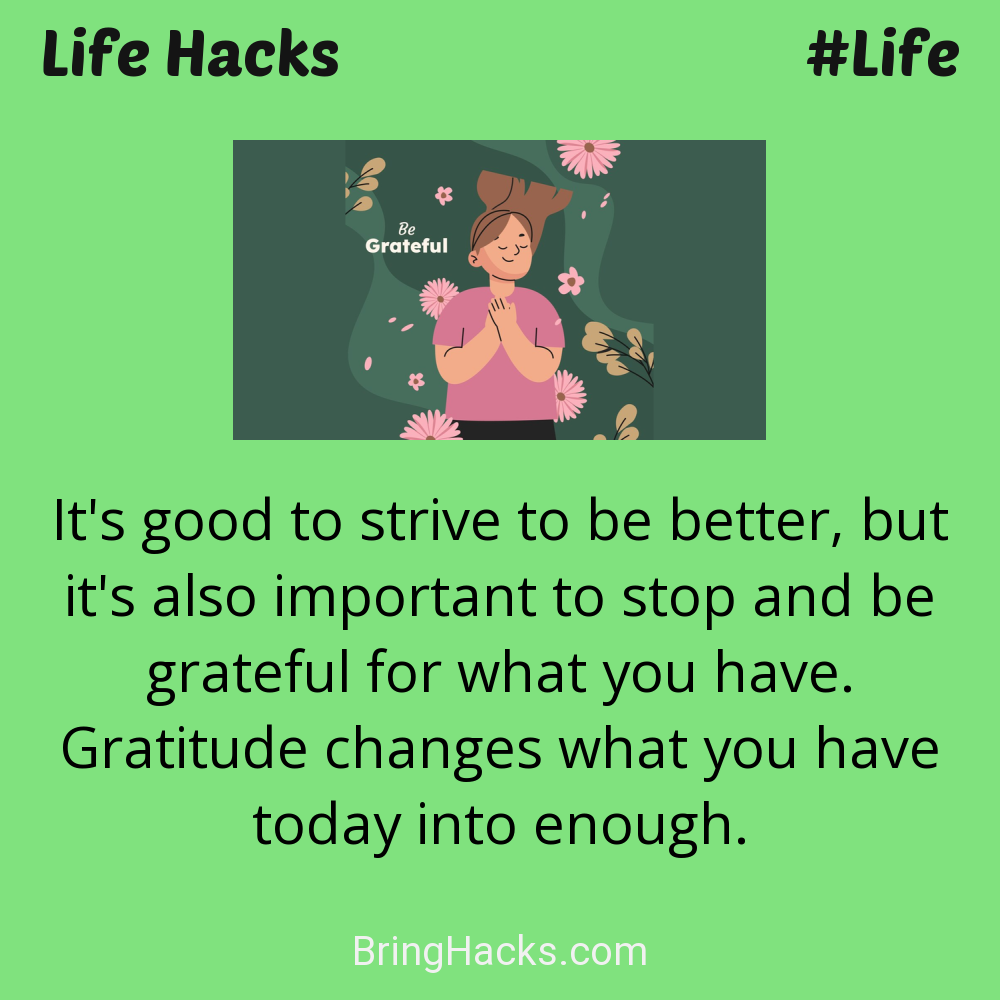 Life Hacks
#Life
Be
Grateful
It's good to strive to be better, but
it's also important to stop and be
grateful for what you have.
Gratitude changes what you have
today into enough.
BringHacks.com